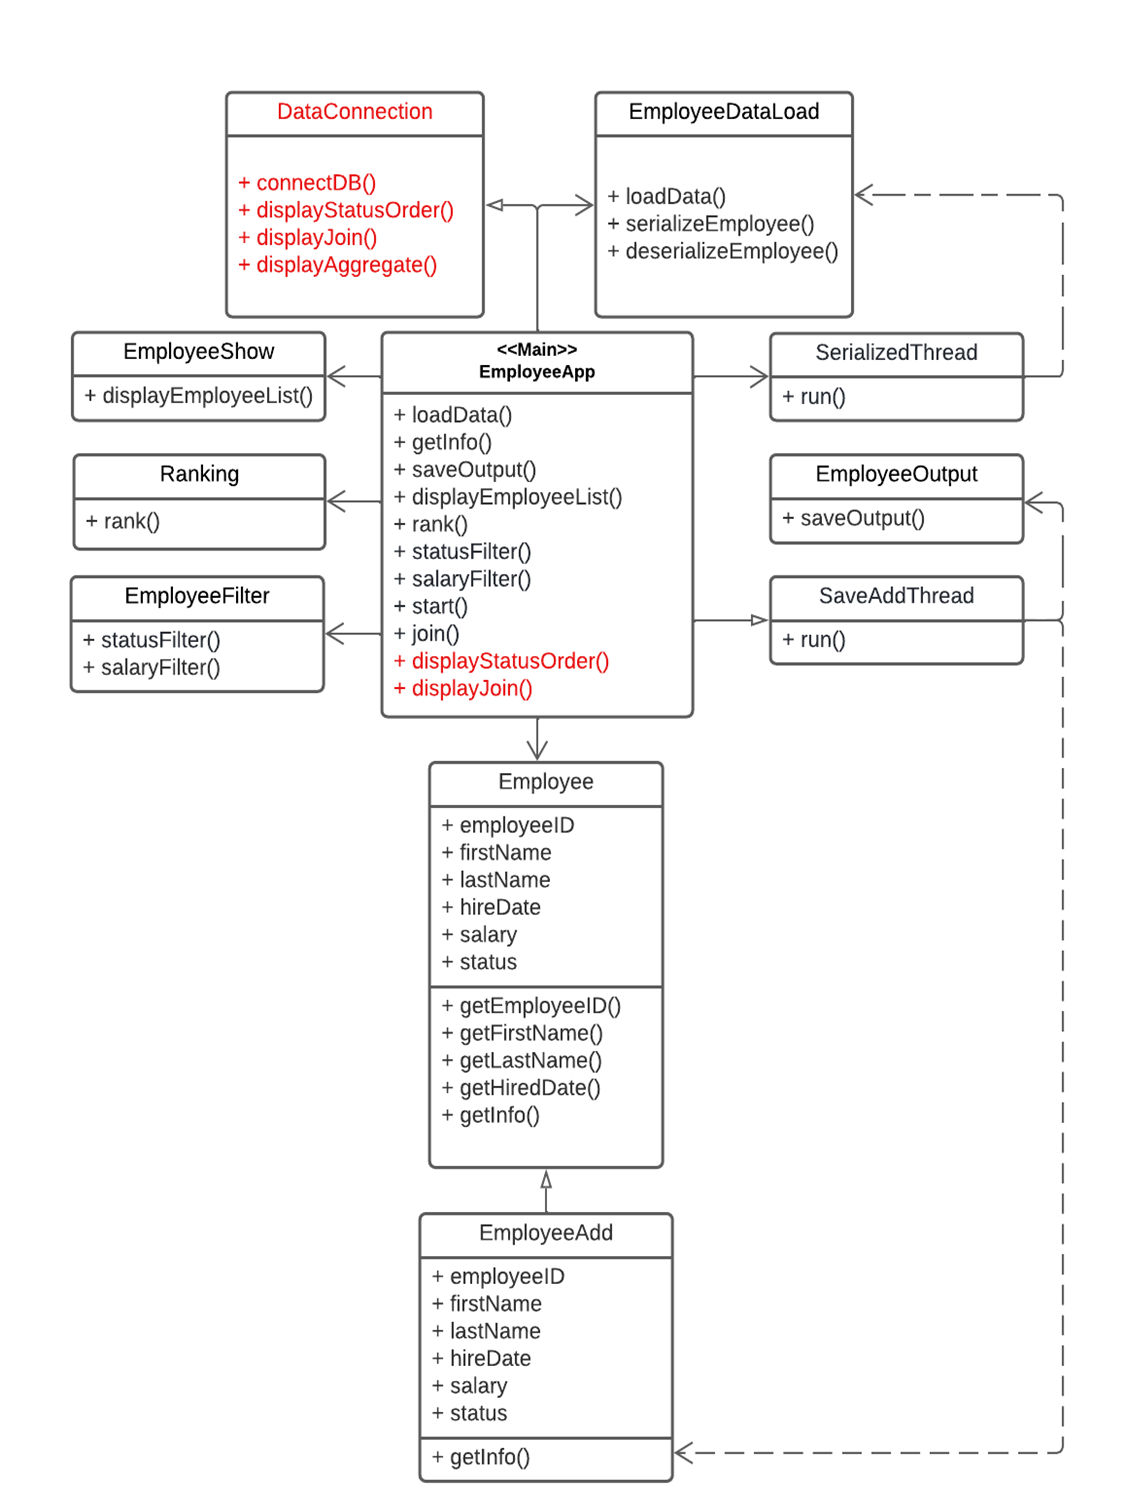 DataConnection
+ connectDB()
+ displayStatusOrder()
+ displayJoin()
+ displayAggregate()
EmployeeDataLoad
+ loadData()
+ serializeEmployee()
+ deserializeEmployee()
EmployeeShow
+ displayEmployeeList()
<<Main>>
EmployeeApp
+ loadData()
+ getInfo()
+ saveOutput()
+ displayEmployeeList()
+ rank()
+ statusFilter()
+ salaryFilter()
+ start()
+ join()
+ displayStatusOrder()
+ displayJoin()
SerializedThread
+ run()
Ranking
+ rank()
EmployeeOutput
+ saveOutput()
EmployeeFilter
+ statusFilter()
+ salaryFilter()
SaveAddThread
+ run()
Employee
+ employeeID
+ firstName
+ lastName
+ hireDate
+ salary
+ status
+ getEmployeeID()
+ getFirstName()
+ getLastName()
+ getHiredDate()
+ getInfo()
EmployeeAdd
+ employeeID
+ firstName
+ lastName
+ hireDate
+ salary
+ status
+ getInfo()